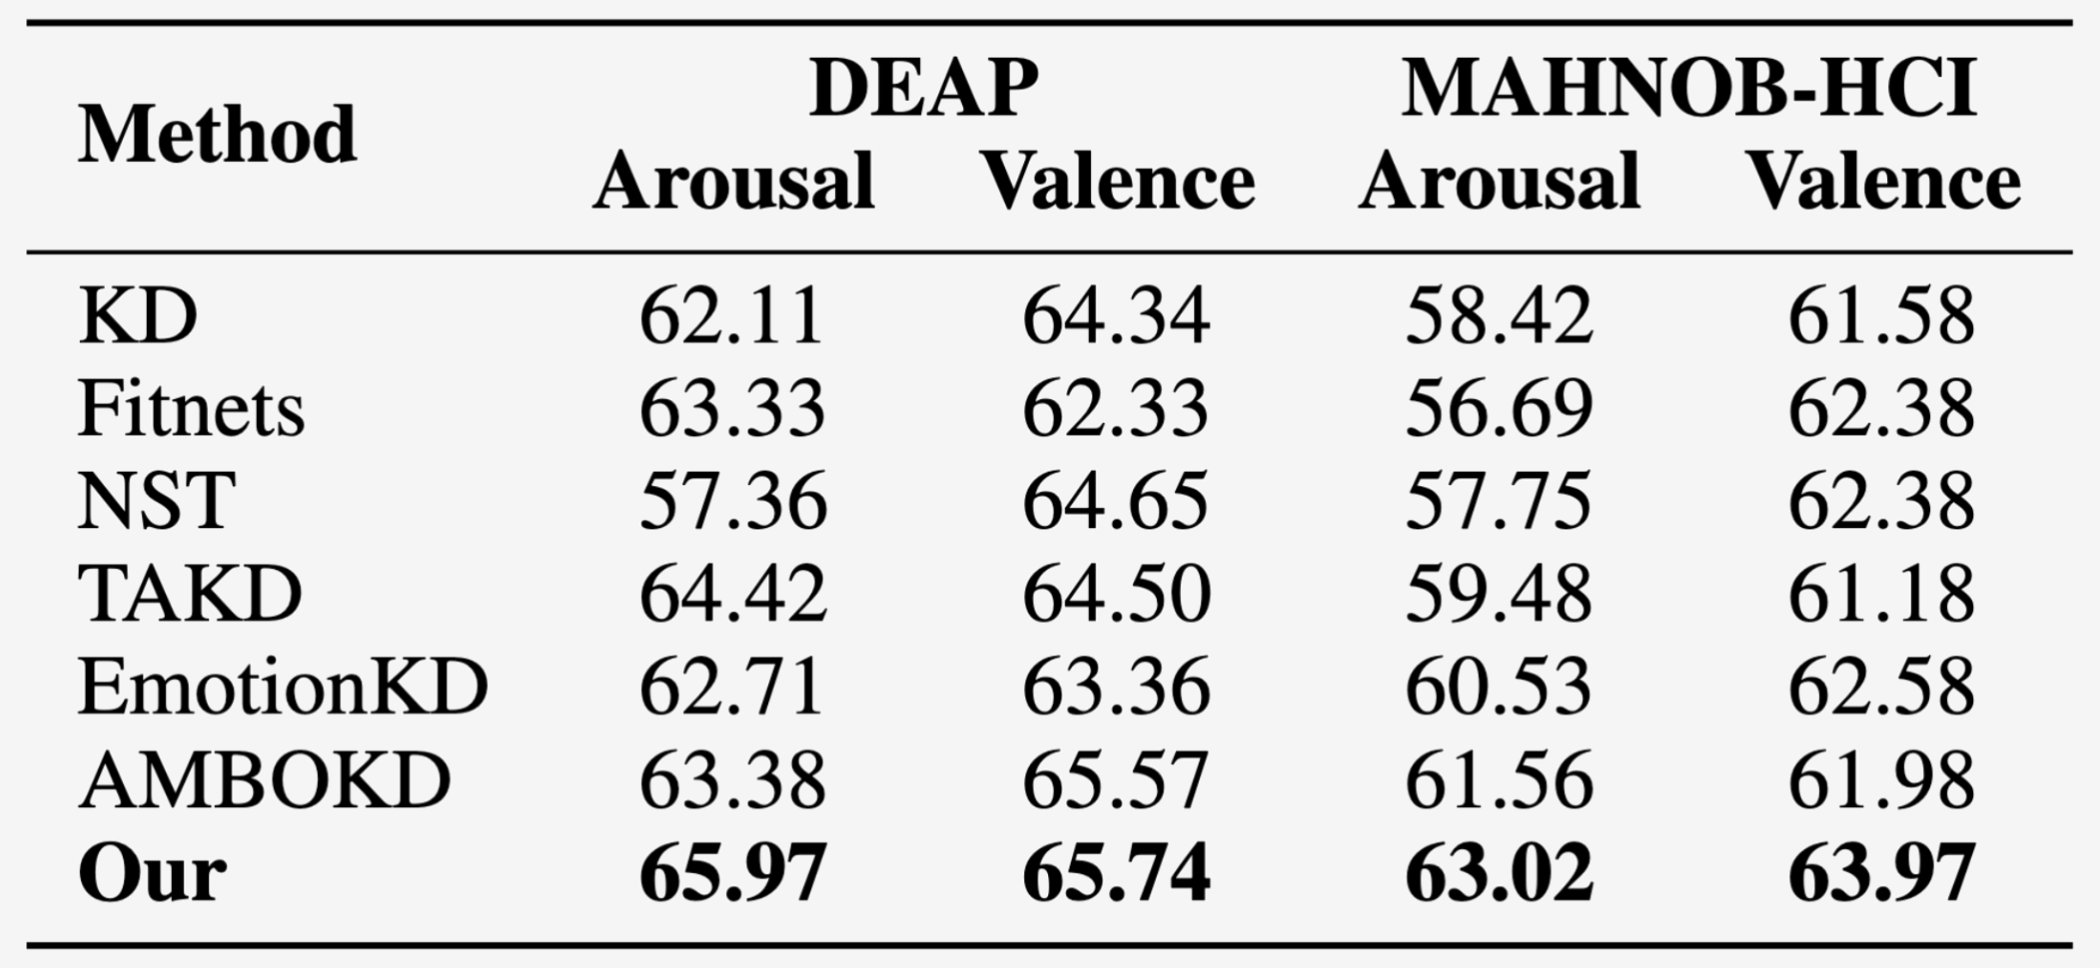 DEAP MAHNOB-HCI
Method
Arousal Valence Arousal Valence
KD 62.11 64.34 58.42 61.58
Fitnets 63.33 62.33 56.69 62.38
NST 57.36 64.65 57.75 62.38
TAKD 64.42 64.50 59.48 61.18
EmotionKD 62.71 63.36 60.53 62.58
AMBOKD 63.38 65.57 61.56 61.98
Our 65.97 65.74 63.02 63.97